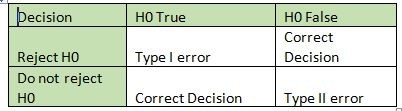 Decision H0 True H0 False
Correct
Reject H0 Type I error Decision
Do not reject
H0 Correct Decision Type II error